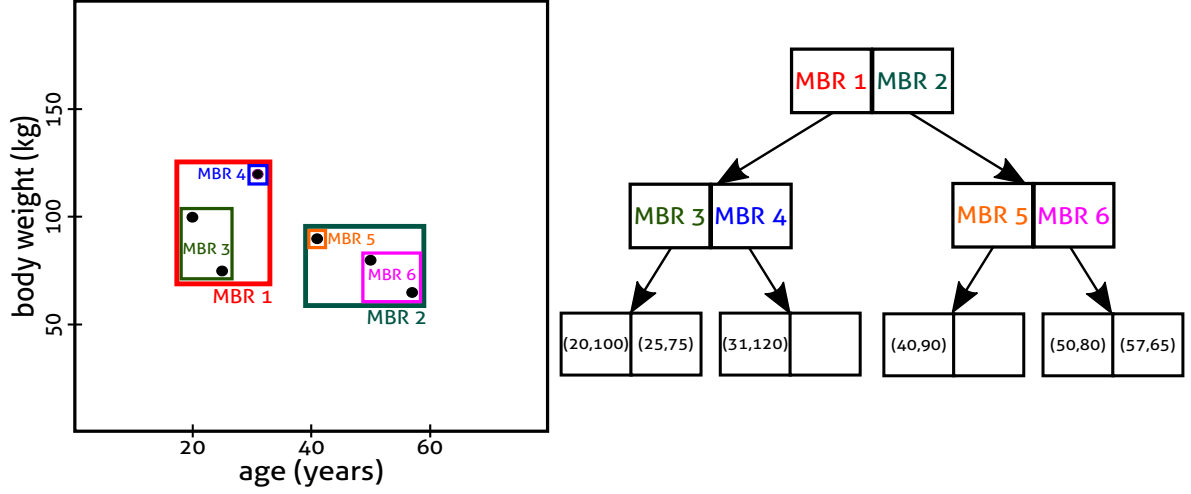 body weight (kg)
150
100
50
MBR 4
MBR 3
MBR 1
MBR 5
MBR 6
MBR 2
20
40
60
age (years)
MBR 1
MBR 2
MBR 3
MBR 4
MBR 5
MBR 6
(20,100)
(25,75)
(31,120)
(40,90)
(50,80)
(57,65)